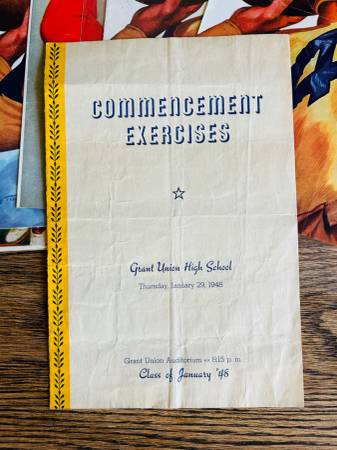 COMMENCEMENT
EXERCISES
Grant Union High School
Thursday, January 29, 1948
Grant Union Auditorium -- 8:15 p. m.
Class of January '48